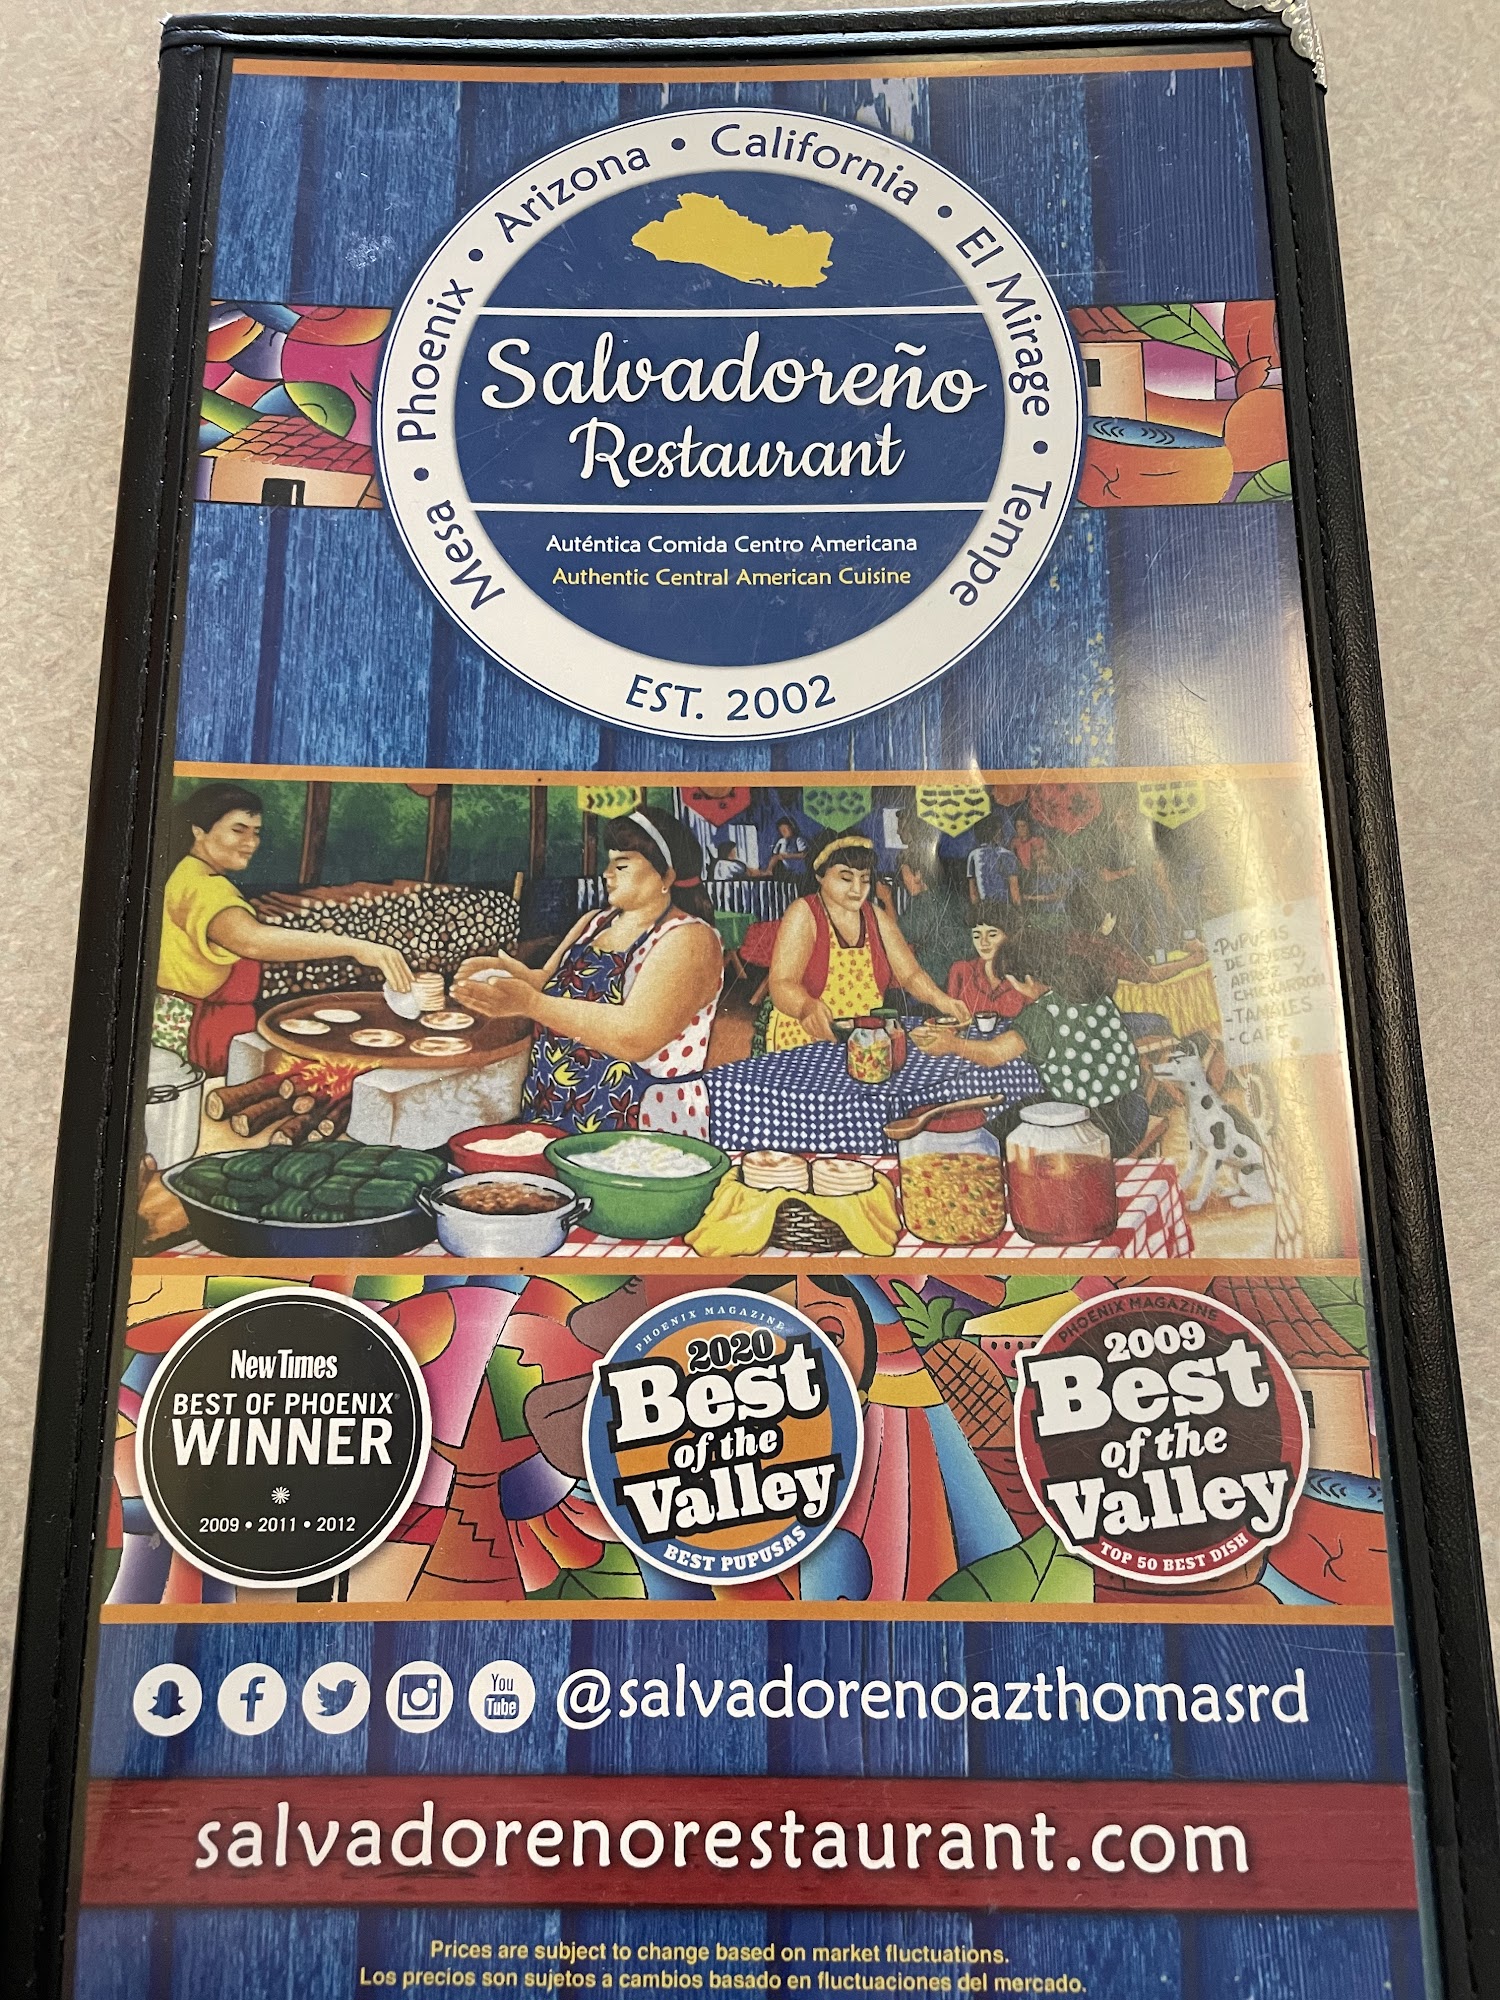 Mesa • Phoenix • Arizona • California • El Mirage • Tempe
Salvadoreño
Restaurant
Auténtica Comida Centro Americana
Authentic Central American Cuisine
EST. 2002
-PUPUSAS
DE QUESO
CHICHARRON
-TAMALES
-CAFE
New Times
BEST OF PHOENIX®
WINNER
2009 • 2011 • 2012
PHOENIX MAGAZINE
2020
Best
of the
Valley
BEST PUPUSAS
PHOENIX MAGAZINE
2009
Best
of the
Valley
TOP 50 BEST DISH
You
Tube
@salvadorenoazthomasrd
salvadorenorestaurant.com
Prices are subject to change based on market fluctuations.
Los precios son sujetos a cambios basado en fluctuaciones del mercado.